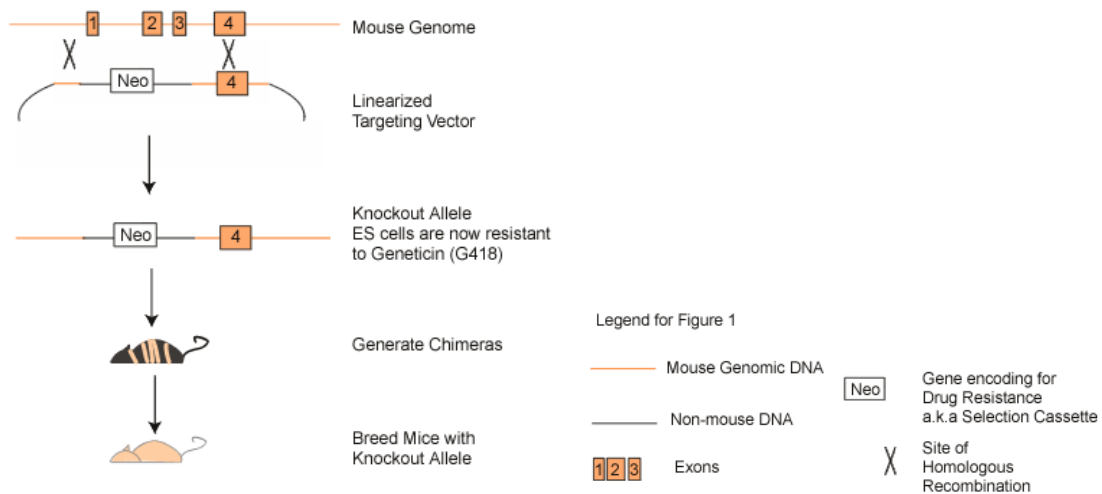 1 2 3 4
Mouse Genome
Neo 4
Linearized
Targeting Vector
Knockout Allele
ES cells are now resistant
to Geneticin (G418)
Neo 4
Generate Chimeras
Breed Mice with
Knockout Allele
Legend for Figure 1
Mouse Genomic DNA
Non-mouse DNA
1 2 3 Exons
Neo
Gene encoding for
Drug Resistance
a.k.a Selection Cassette
Site of
Homologous
Recombination